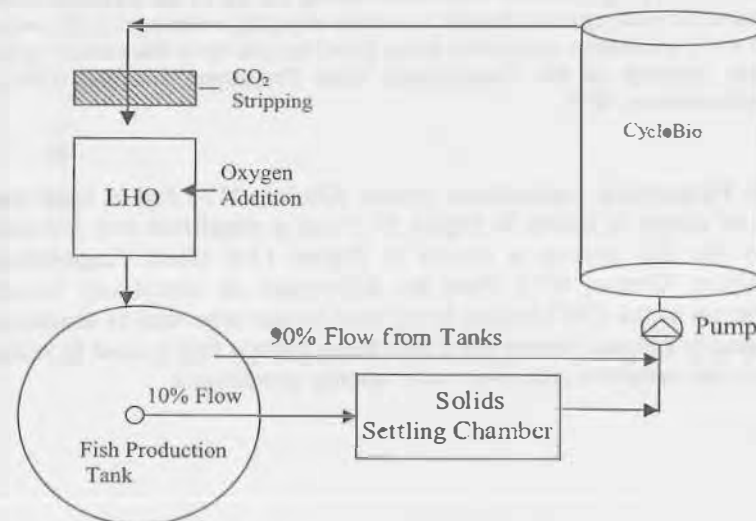 CO₂
Stripping
CycloBio
LHO
Oxygen
Addition
Pump
90% Flow from Tanks
10% Flow
Solids
Settling Chamber
Fish Production
Tank